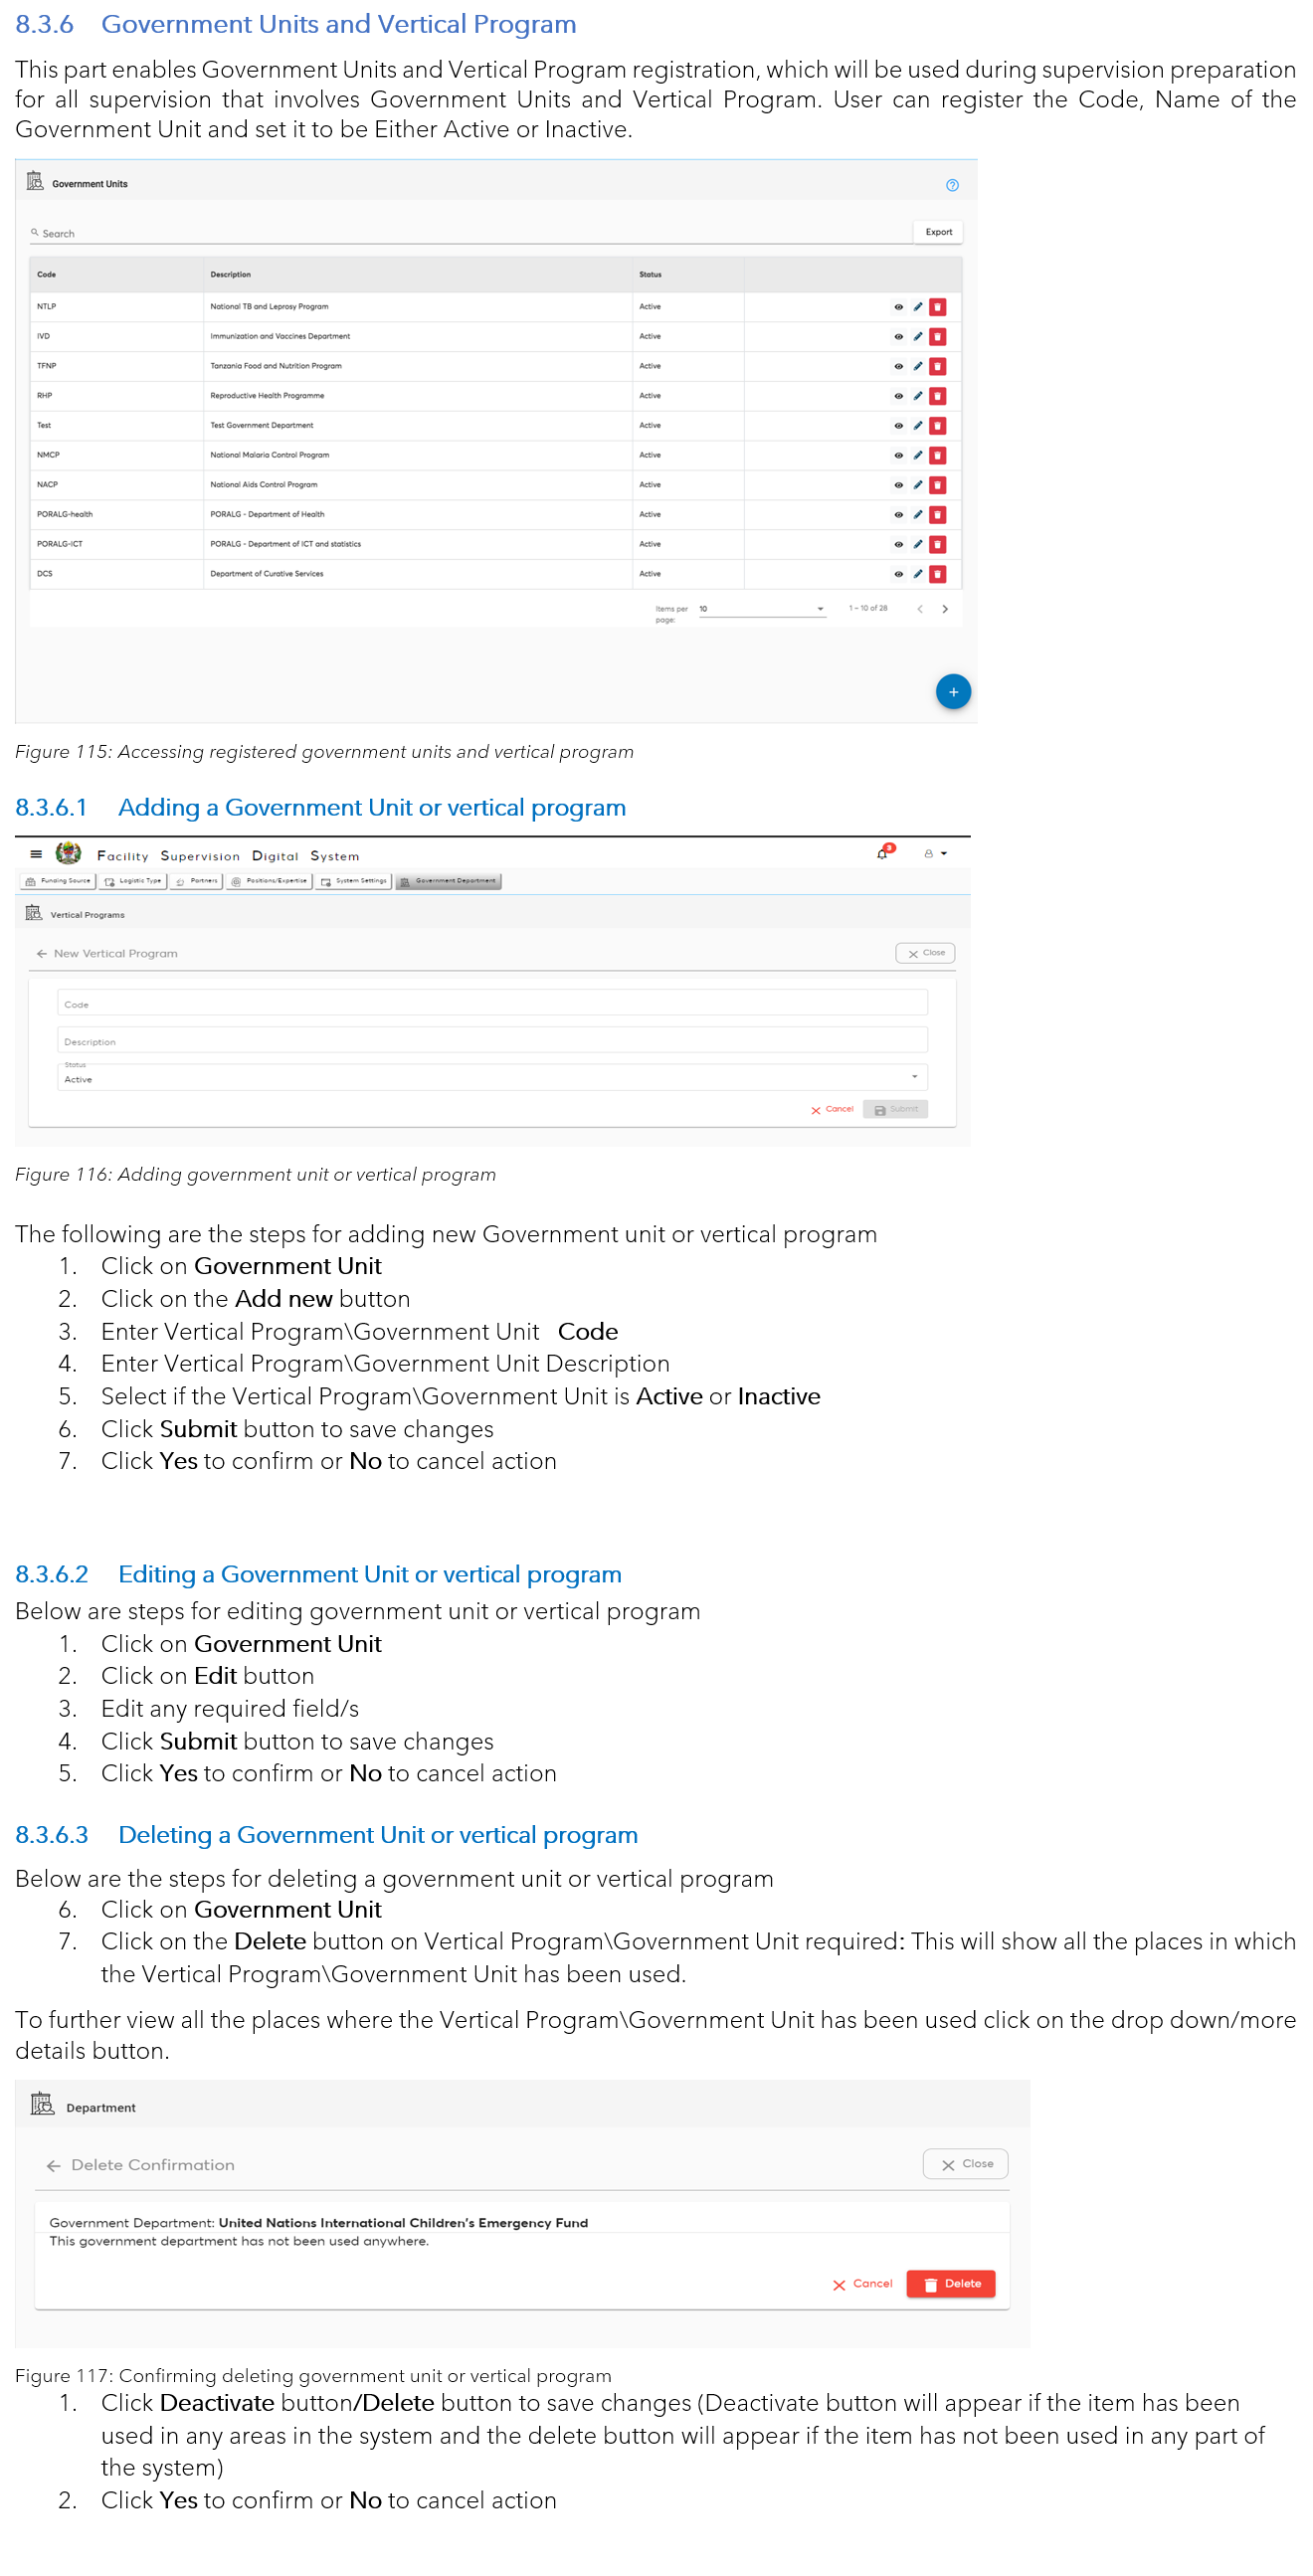 8.3.6 Government Units and Vertical Program
This part enables Government Units and Vertical Program registration, which will be used during supervision preparation
for all supervision that involves Government Units and Vertical Program. User can register the Code, Name of the
Government Unit and set it to be Either Active or Inactive.
Government Units
Search
Export
Code Description Status
NTLP National TB and Leprosy Program Active
IVD Immunization and Vaccines Department Active
TFNP Tanzania Food and Nutrition Program Active
RHP Reproductive Health Programme Active
Test Test Government Department Active
NMCP National Malaria Control Program Active
NACP National Aids Control Program Active
PORALG-health PORALG - Department of Health Active
PORALG-ICT PORALG - Department of ICT and statistics Active
DCS Department of Curative Services Active
Items per page: 10 1 – 10 of 28
+
Figure 115: Accessing registered government units and vertical program
8.3.6.1 Adding a Government Unit or vertical program
Facility Supervision Digital System 3
Funding Source Logistic Type Partners Positions/Expertise System Settings Government Department
Vertical Programs
New Vertical Program Close
Code
Description
Status
Active
Cancel Submit
Figure 116: Adding government unit or vertical program
The following are the steps for adding new Government unit or vertical program
1. Click on Government Unit
2. Click on the Add new button
3. Enter Vertical Program\Government Unit Code
4. Enter Vertical Program\Government Unit Description
5. Select if the Vertical Program\Government Unit is Active or Inactive
6. Click Submit button to save changes
7. Click Yes to confirm or No to cancel action
8.3.6.2 Editing a Government Unit or vertical program
Below are steps for editing government unit or vertical program
1. Click on Government Unit
2. Click on Edit button
3. Edit any required field/s
4. Click Submit button to save changes
5. Click Yes to confirm or No to cancel action
8.3.6.3 Deleting a Government Unit or vertical program
Below are the steps for deleting a government unit or vertical program
6. Click on Government Unit
7. Click on the Delete button on Vertical Program\Government Unit required: This will show all the places in which
the Vertical Program\Government Unit has been used.
To further view all the places where the Vertical Program\Government Unit has been used click on the drop down/more
details button.
Department
Delete Confirmation Close
Government Department: United Nations International Children's Emergency Fund
This government department has not been used anywhere.
Cancel Delete
Figure 117: Confirming deleting government unit or vertical program
1. Click Deactivate button/Delete button to save changes (Deactivate button will appear if the item has been
used in any areas in the system and the delete button will appear if the item has not been used in any part of
the system)
2. Click Yes to confirm or No to cancel action